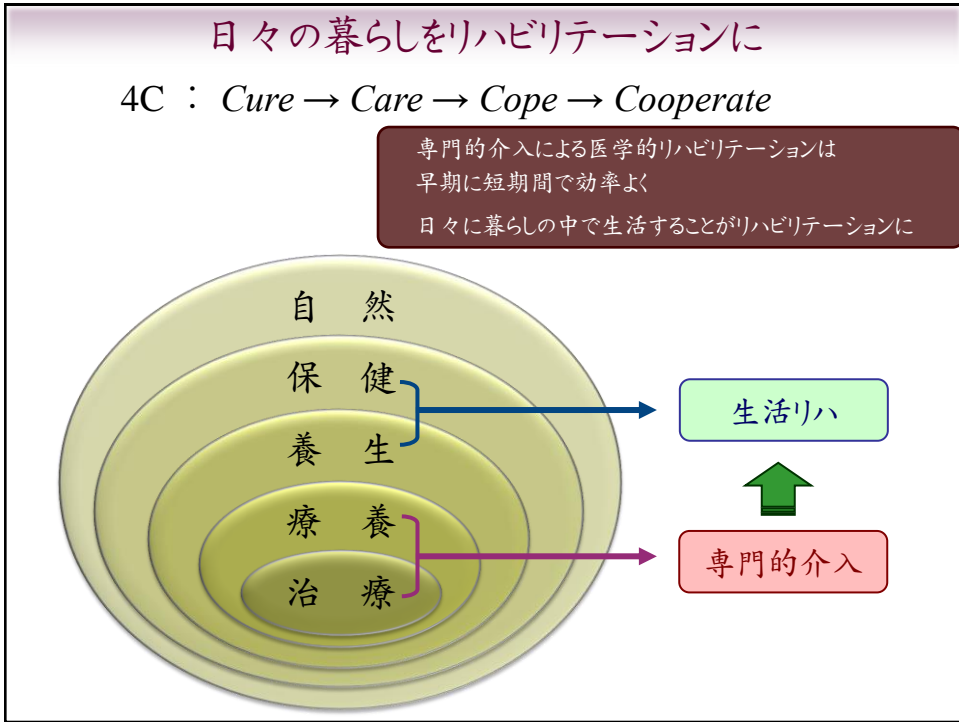 日々の暮らしをリハビリテーションに
4C : Cure → Care → Cope → Cooperate
専門的介入による医学的リハビリテーションは
早期に短期間で効率よく
日々に暮らしの中で生活することがリハビリテーションに
自 然
保 健
養 生
療 養
治 療
生活リハ
専門的介入